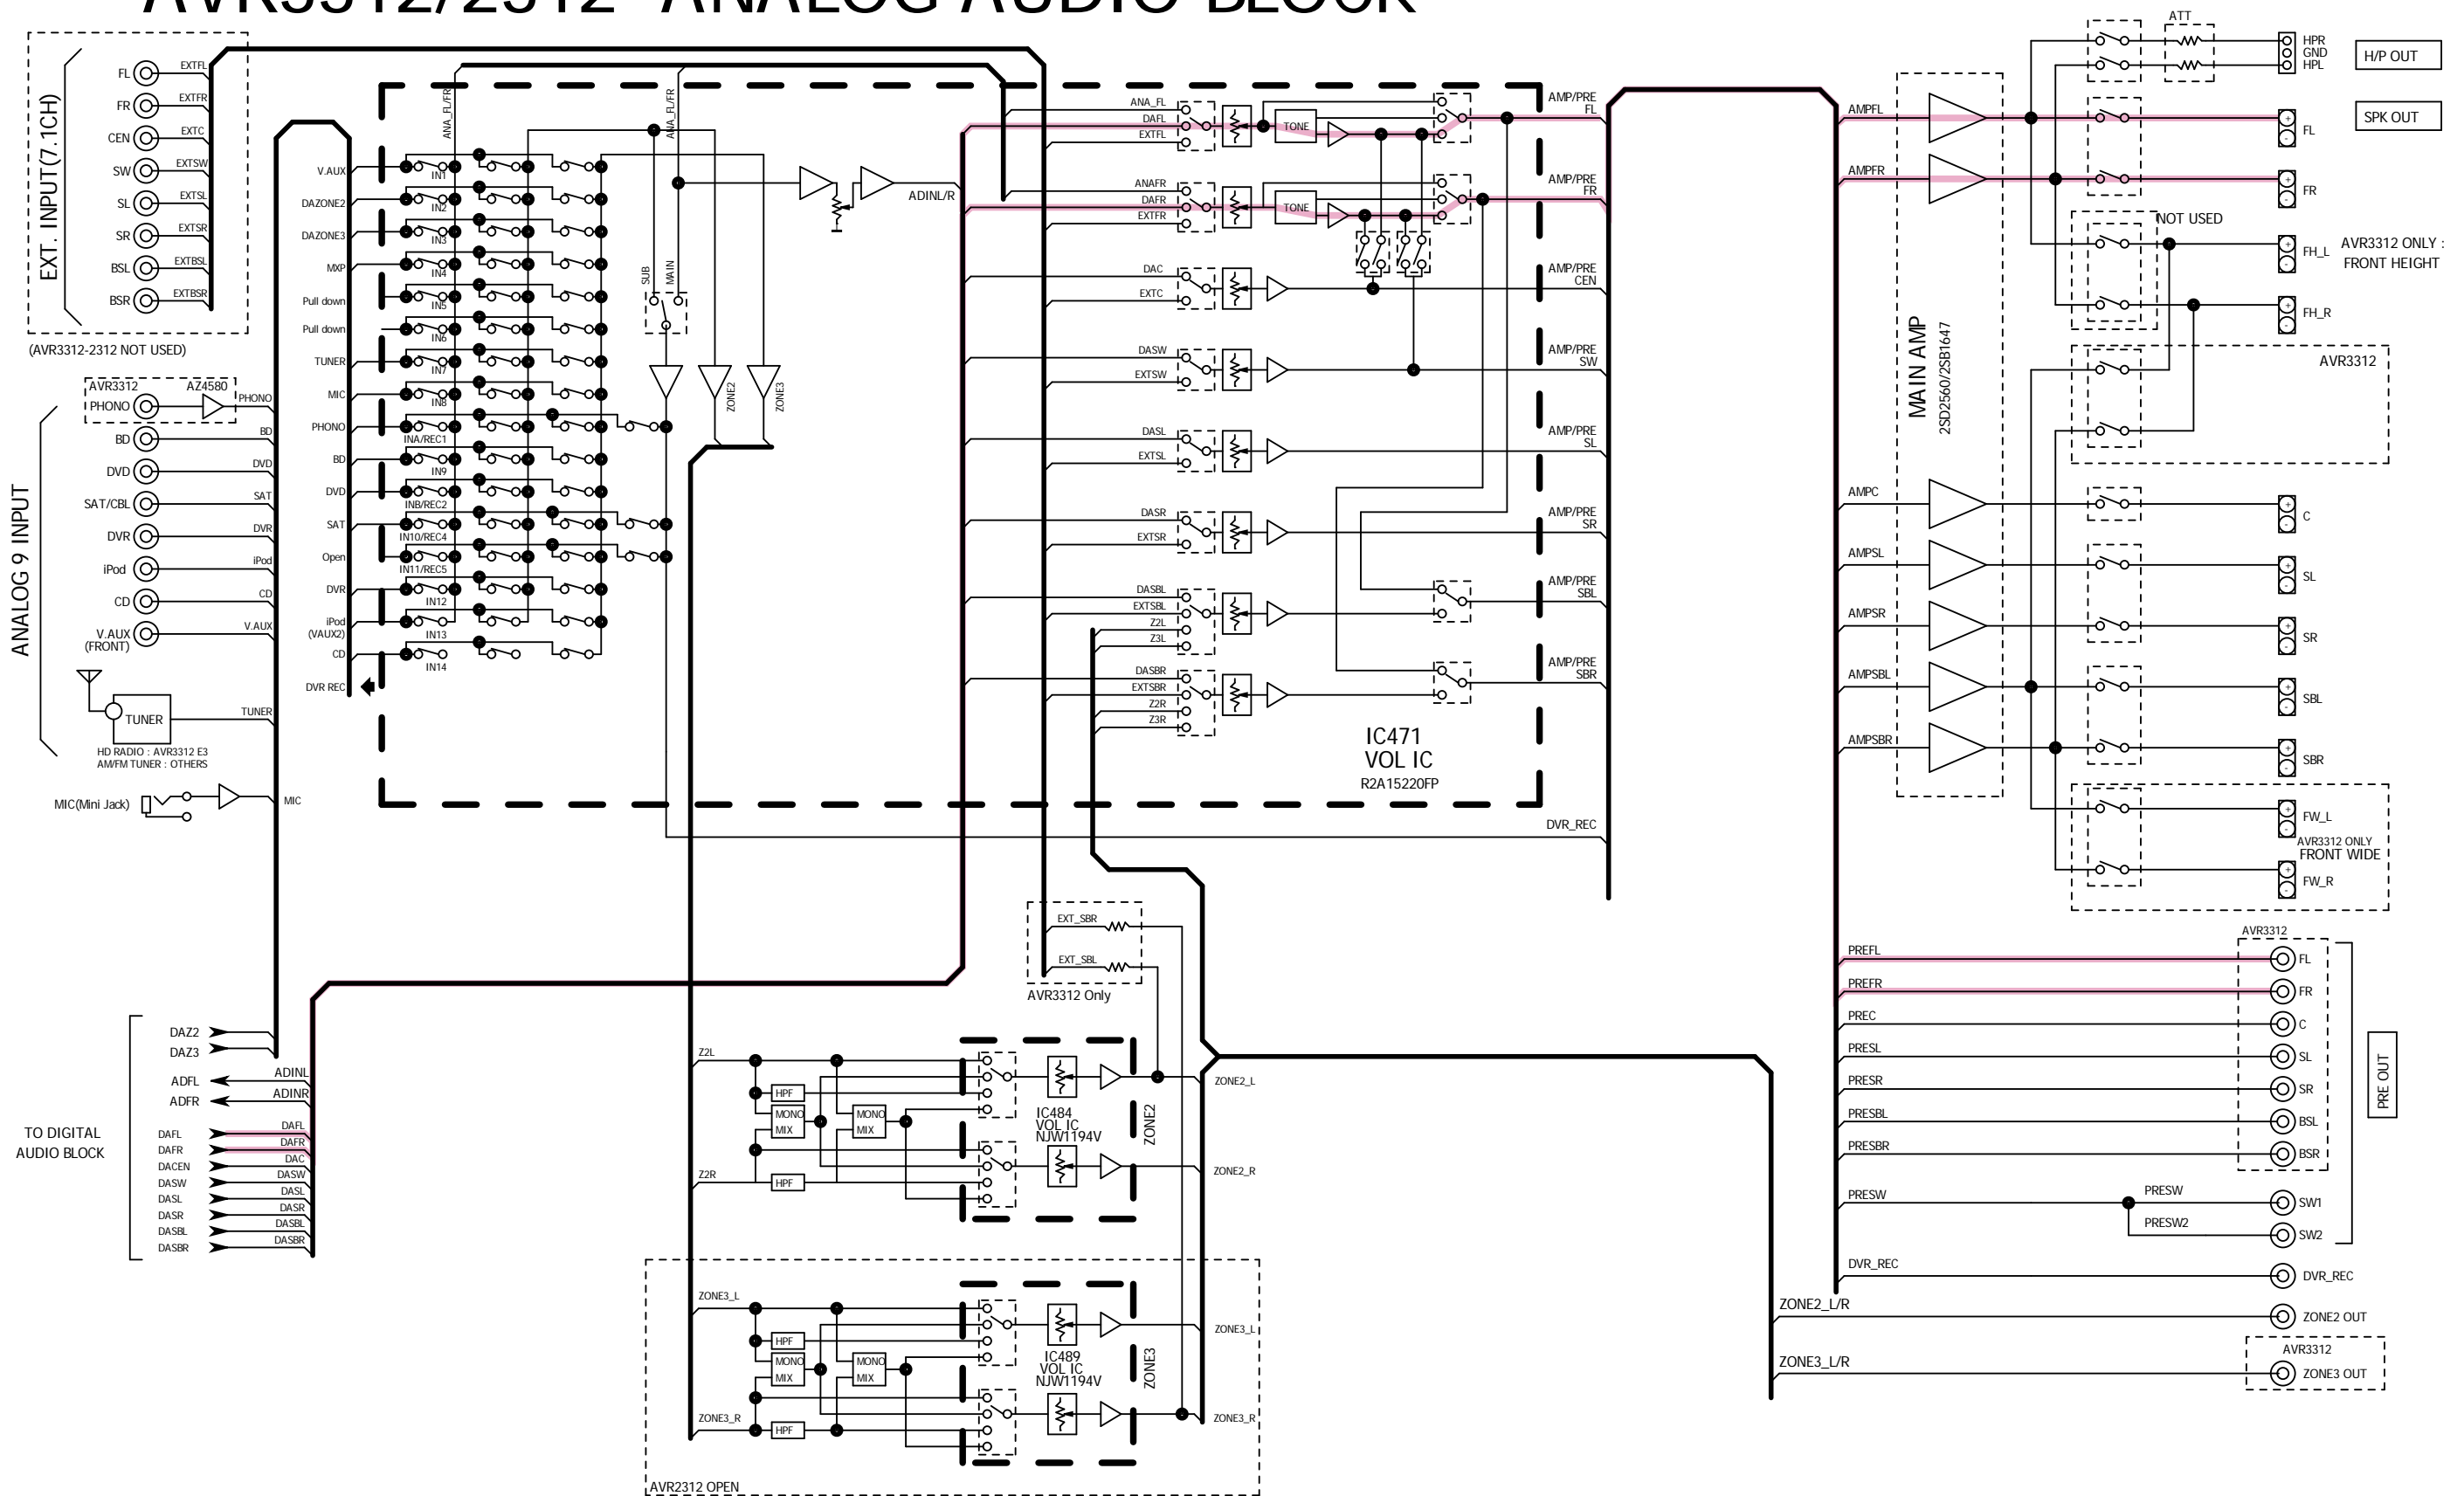 AVR3312/2312 ANALOG AUDIO BLOCK
EXT. INPUT(7.1CH)
FL EXTFL
FR EXTFR
CEN EXTC
SW EXTSW
SL EXTSL
SR EXTSR
BSL EXTBSL
BSR EXTBSR
(AVR3312-2312 NOT USED)
ANALOG 9 INPUT
AVR3312 AZ4580
PHONO PHONO
BD BD
DVD DVD
SAT/CBL SAT
DVR DVR
iPod iPod
CD CD
V.AUX V.AUX
(FRONT)
TUNER TUNER
HD RADIO : AVR3312 E3
AM/FM TUNER : OTHERS
MIC(Mini Jack) MIC
V.AUX IN1
DAZONE2 IN2
DAZONE3 IN3
MXP IN4
Pull down IN5
Pull down IN6
TUNER IN7
MIC IN8
PHONO INA/REC1
BD IN9
DVD INB/REC2
SAT IN10/REC4
Open IN11/REC5
DVR IN12
iPod
(VAUX2) IN13
CD IN14
DVR REC
ANA_FL/FR
ANA_FL/FR
SUB MAIN
ZONE2 ZONE3
ADINL/R
ANA_FL
DAFL
EXTFL
TONE
AMP/PRE
FL
ANAFR
DAFR
EXTFR
TONE
AMP/PRE
FR
DAC
EXTC
AMP/PRE
CEN
DASW
EXTSW
AMP/PRE
SW
DASL
EXTSL
AMP/PRE
SL
DASR
EXTSR
AMP/PRE
SR
DASBL
EXTSBL
Z2L
Z3L
AMP/PRE
SBL
DASBR
EXTSBR
Z2R
Z3R
AMP/PRE
SBR
IC471
VOL IC
R2A15220FP
DVR_REC
MAIN AMP
2SD2560/2SB1647
AMPFL
AMPFR
AMPC
AMPSL
AMPSR
AMPSBL
AMPSBR
ATT
HPR
GND
HPL
H/P OUT
+
-
FL
SPK OUT
+
-
FR
NOT USED
+
-
FH_L
AVR3312 ONLY :
FRONT HEIGHT
+
-
FH_R
AVR3312
+
-
C
+
-
SL
+
-
SR
+
-
SBL
+
-
SBR
+
-
FW_L
AVR3312 ONLY
FRONT WIDE
+
-
FW_R
EXT_SBR
EXT_SBL
AVR3312 Only
TO DIGITAL
AUDIO BLOCK
DAZ2
DAZ3
ADFL ADINL
ADFR ADINR
DAFL DAFL
DAFR DAFR
DACEN DAC
DASW DASW
DASL DASL
DASR DASR
DASBL DASBL
DASBR DASBR
Z2L
HPF
MONO
MIX
MONO
MIX
Z2R
HPF
IC484
VOL IC
NJW1194V
ZONE2
ZONE2_L
ZONE2_R
ZONE3_L
HPF
MONO
MIX
MONO
MIX
ZONE3_R
HPF
IC489
VOL IC
NJW1194V
ZONE3
ZONE3_L
ZONE3_R
AVR2312 OPEN
AVR3312
PREFL FL
PREFR FR
PREC C
PRESL SL
PRESR SR
PRESBL BSL
PRESBR BSR
PRE OUT
PRESW PRESW SW1
PRESW2 SW2
DVR_REC DVR_REC
ZONE2_L/R ZONE2 OUT
AVR3312
ZONE3_L/R ZONE3 OUT